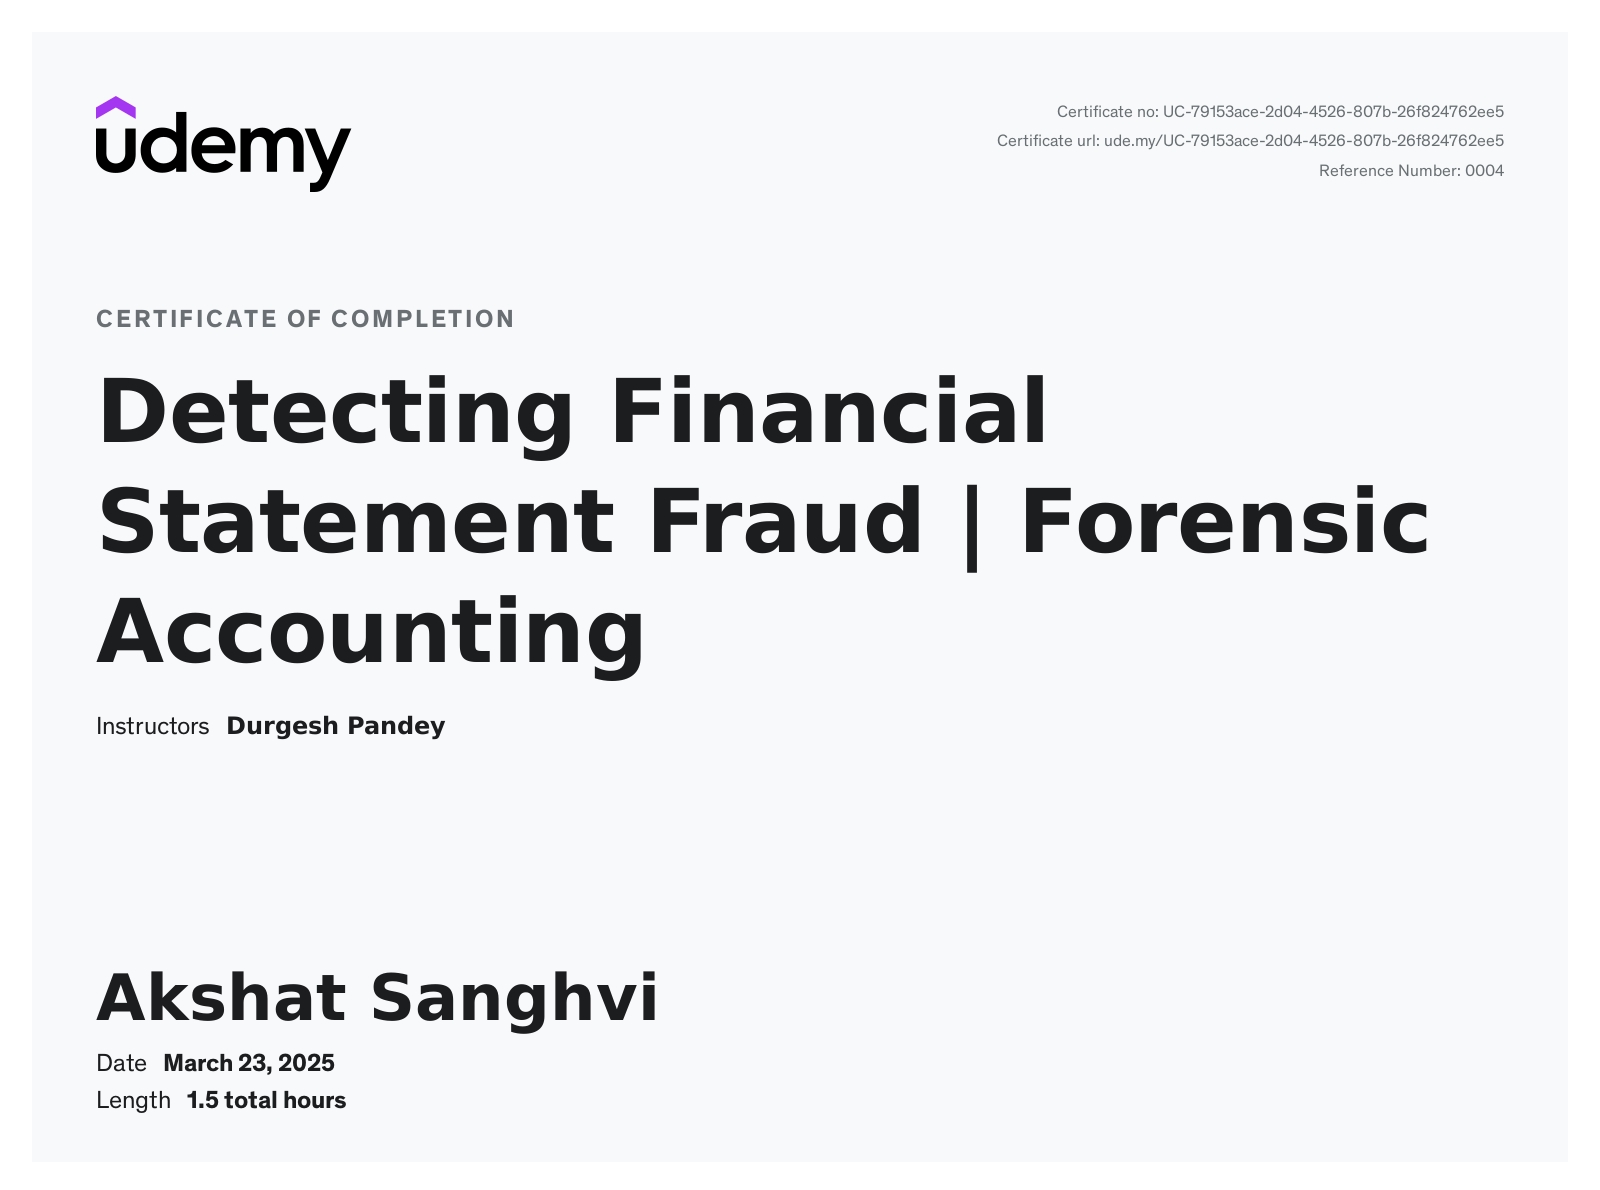 udemy
Certificate no: UC-79153ace-2d04-4526-807b-26f824762ee5
Certificate url: ude.my/UC-79153ace-2d04-4526-807b-26f824762ee5
Reference Number: 0004
CERTIFICATE OF COMPLETION
Detecting Financial
Statement Fraud | Forensic
Accounting
Instructors Durgesh Pandey
Akshat Sanghvi
Date March 23, 2025
Length 1.5 total hours